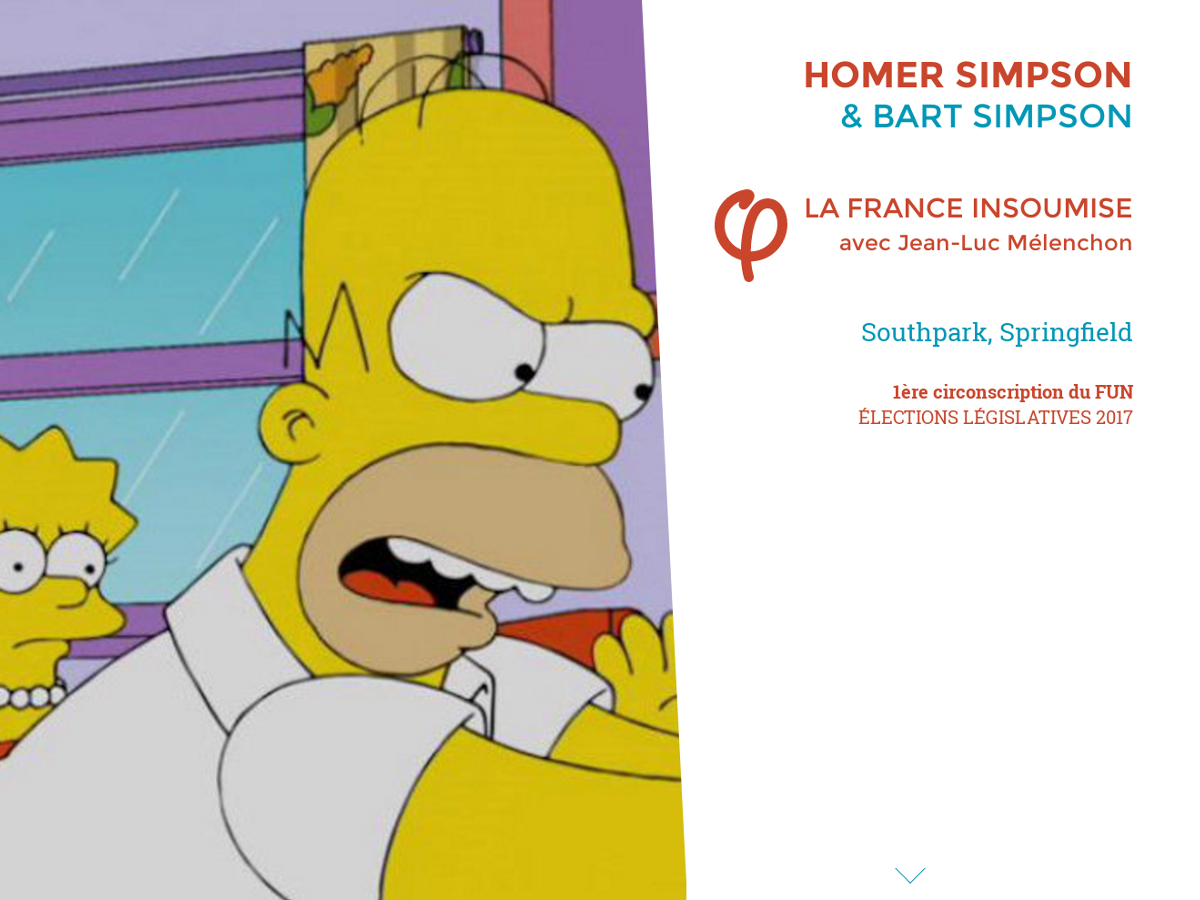 HOMER SIMPSON
& BART SIMPSON
LA FRANCE INSOUMISE
avec Jean-Luc Mélenchon
Southpark, Springfield
1ère circonscription du FUN
ÉLECTIONS LÉGISLATIVES 2017